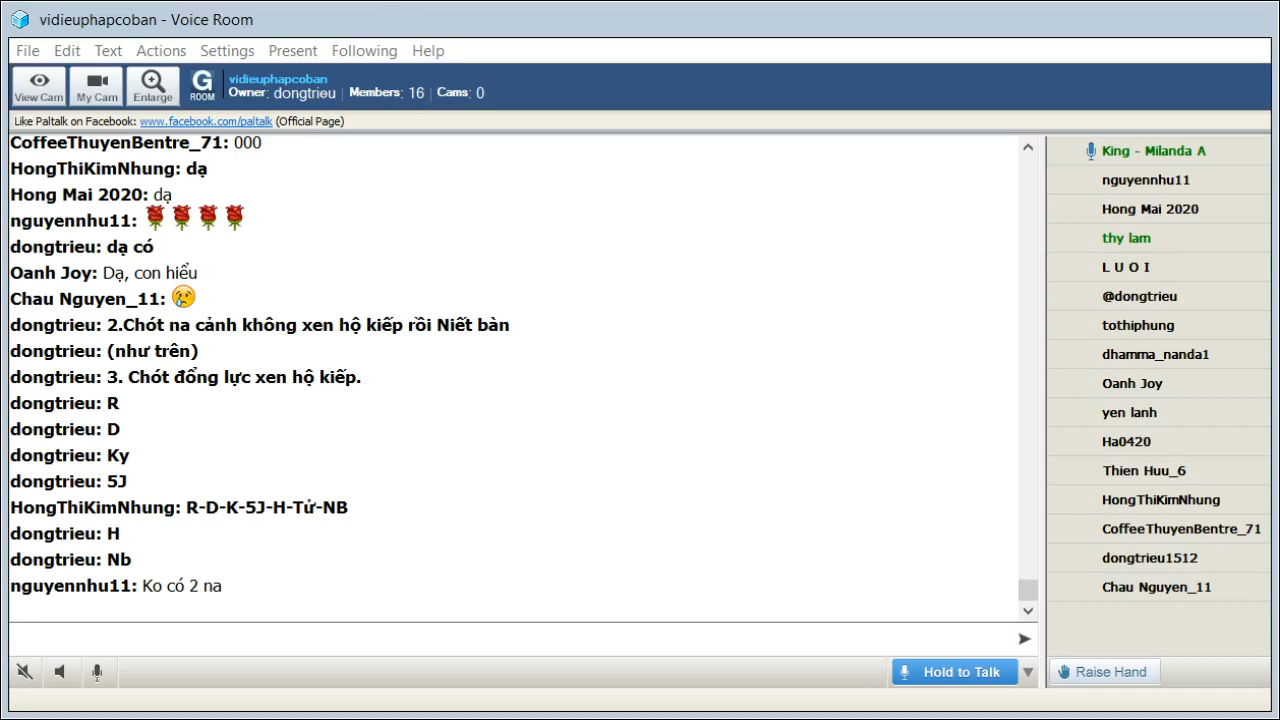 vidieuphapcoban - Voice Room
File Edit Text Actions Settings Present Following Help
View Cam My Cam Enlarge G ROOM
vidieuphapcoban
Owner: dongtrieu | Members: 16 | Cams: 0
Like Paltalk on Facebook: www.facebook.com/paltalk (Official Page)
CoffeeThuyenBentre_71: 000
HongThiKimNhung: dạ
Hong Mai 2020: dạ
nguyennhu11:
dongtrieu: dạ có
Oanh Joy: Dạ, con hiểu
Chau Nguyen_11:
dongtrieu: 2.Chót na cảnh không xen hộ kiếp rồi Niết bàn
dongtrieu: (như trên)
dongtrieu: 3. Chót đổng lực xen hộ kiếp.
dongtrieu: R
dongtrieu: D
dongtrieu: Ky
dongtrieu: 5J
HongThiKimNhung: R-D-K-5J-H-Tử-NB
dongtrieu: H
dongtrieu: Nb
nguyennhu11: Ko có 2 na
King - Milanda A
nguyennhu11
Hong Mai 2020
thy lam
L U O I
@dongtrieu
tothiphung
dhamma_nanda1
Oanh Joy
yen lanh
Ha0420
Thien Huu_6
HongThiKimNhung
CoffeeThuyenBentre_71
dongtrieu1512
Chau Nguyen_11
Hold to Talk
Raise Hand